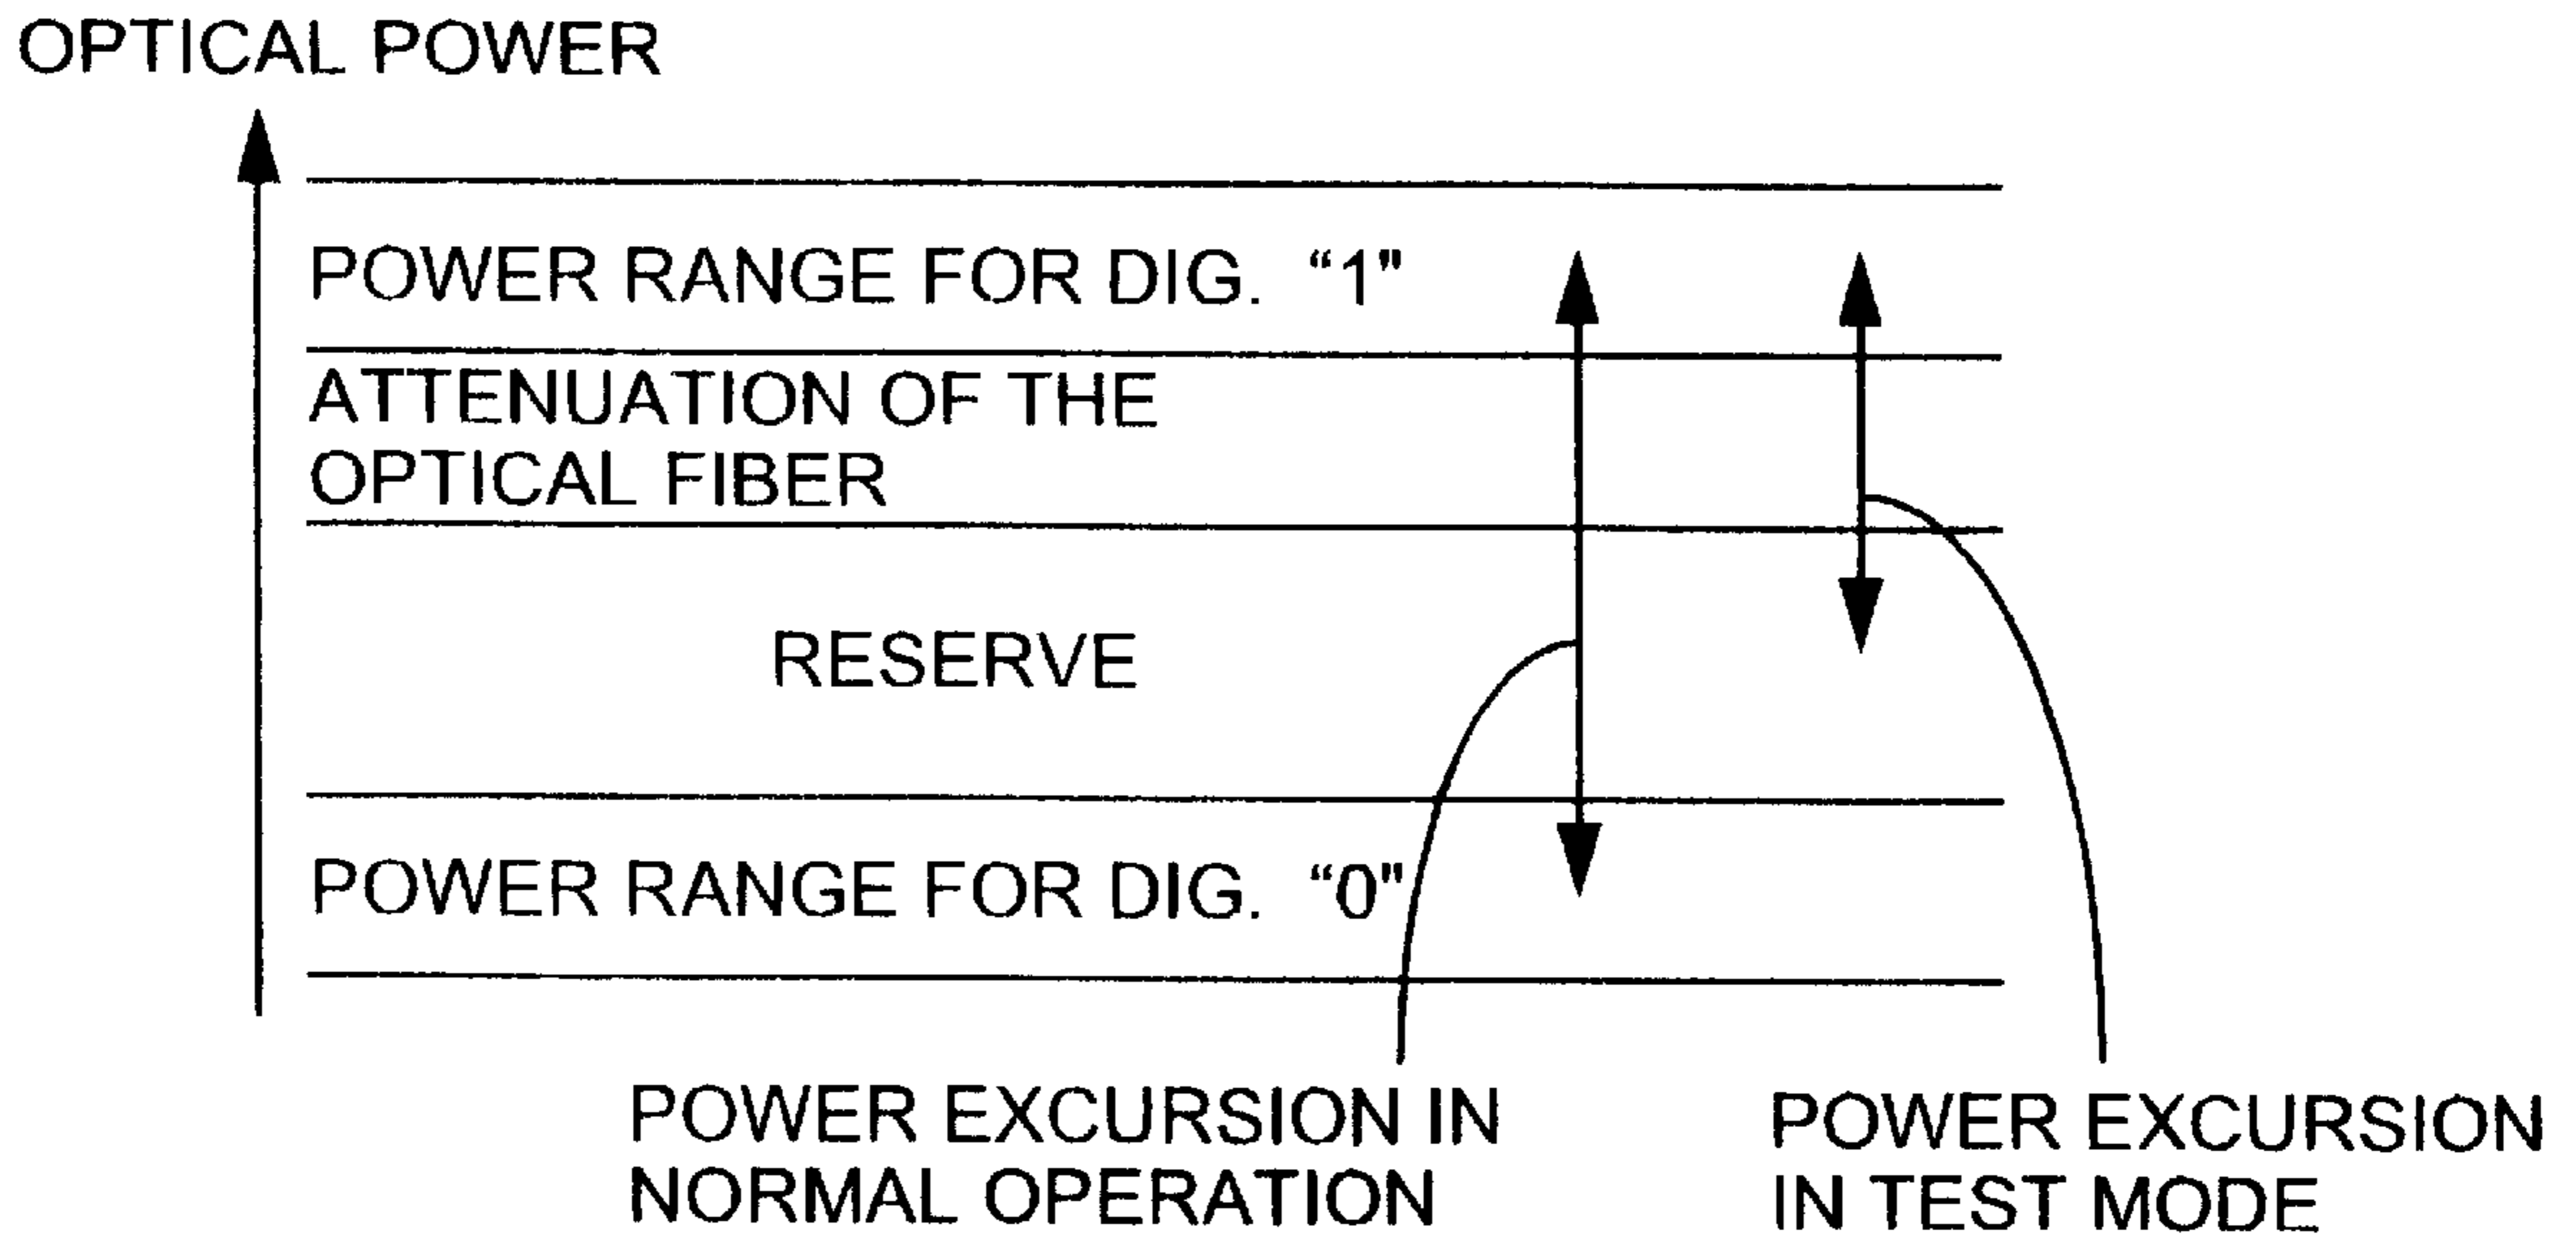 OPTICAL POWER
POWER RANGE FOR DIG. “1"
ATTENUATION OF THE
OPTICAL FIBER
RESERVE
POWER RANGE FOR DIG. “0"
POWER EXCURSION IN
NORMAL OPERATION
POWER EXCURSION
IN TEST MODE